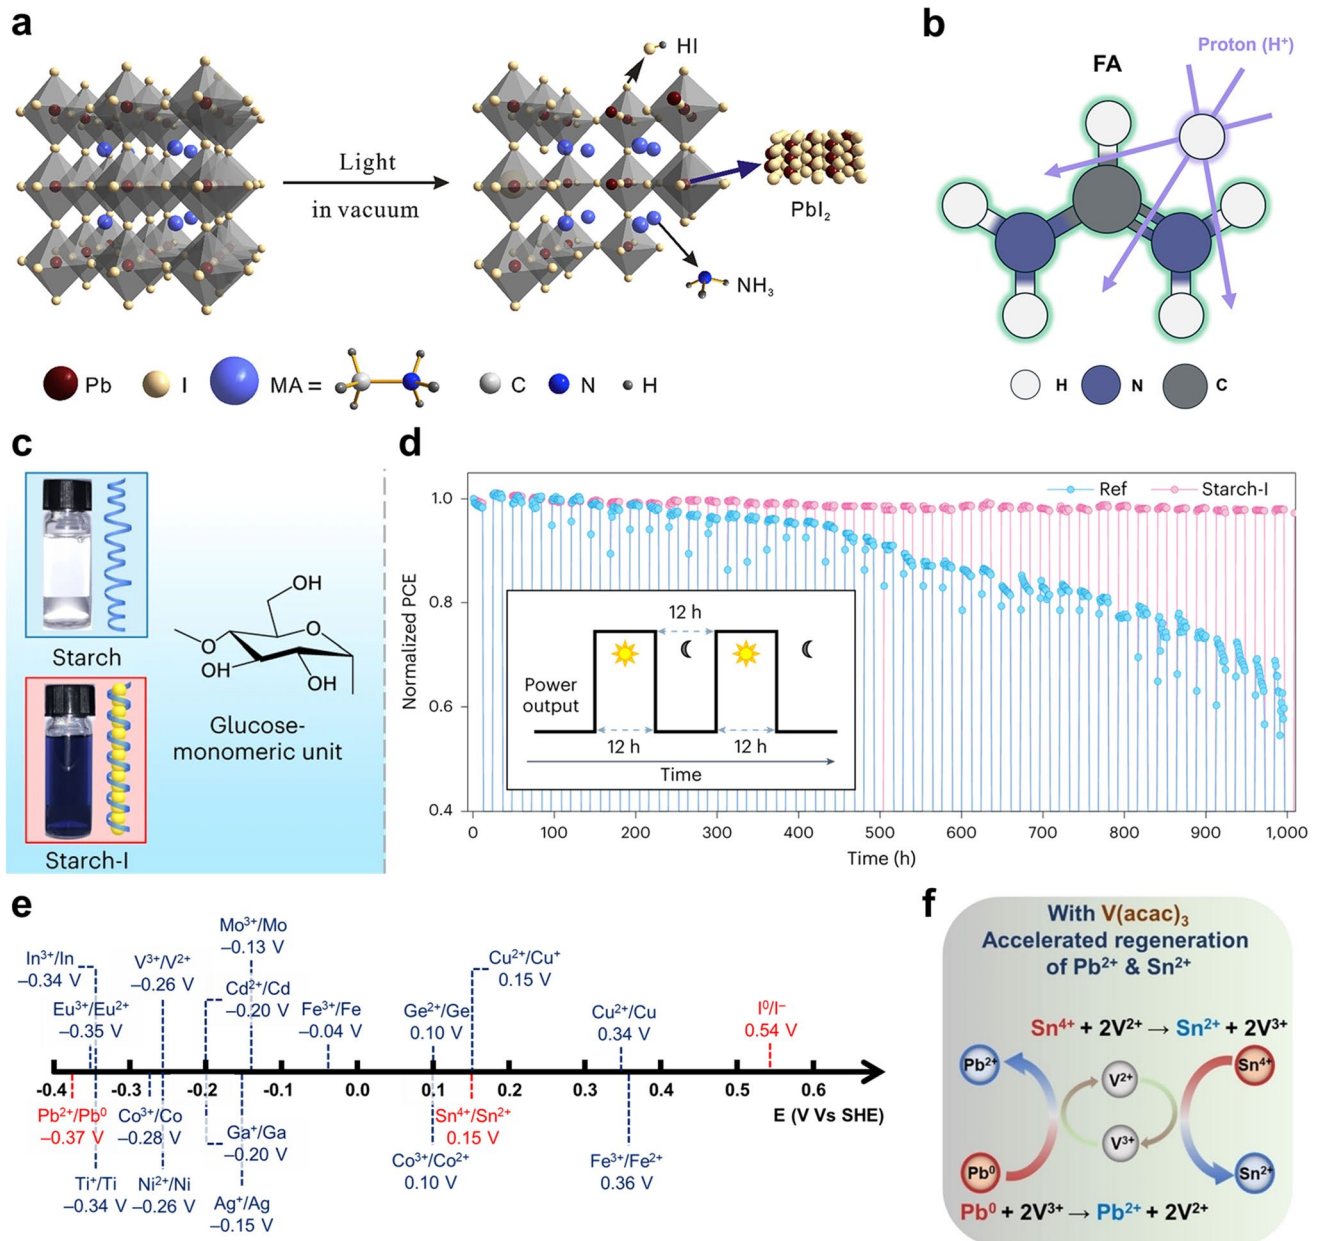 a
HI
Light
in vacuum
PbI₂
NH₃
Pb
I
MA =
C
N
H
b
Proton (H⁺)
FA
H
N
C
c
Starch
Starch-I
OH
O
O
OH
OH
Glucose-
monomeric unit
d
Ref
Starch-I
Normalized PCE
1.0
0.8
0.6
0.4
12 h
Power
output
12 h
12 h
Time
0
100
200
300
400
500
600
700
800
900
1,000
Time (h)
e
Mo³⁺/Mo
−0.13 V
In³⁺/In
−0.34 V
V³⁺/V²⁺
−0.26 V
Cu²⁺/Cu⁺
0.15 V
Eu³⁺/Eu²⁺
−0.35 V
Cd²⁺/Cd
−0.20 V
Fe³⁺/Fe
−0.04 V
Ge²⁺/Ge
0.10 V
Cu²⁺/Cu
0.34 V
I⁰/I⁻
0.54 V
-0.4
-0.3
-0.2
-0.1
0.0
0.1
0.2
0.3
0.4
0.5
0.6
E (V Vs SHE)
Pb²⁺/Pb⁰
−0.37 V
Co³⁺/Co
−0.28 V
Ga⁺/Ga
−0.20 V
Sn⁴⁺/Sn²⁺
0.15 V
Co³⁺/Co²⁺
0.10 V
Fe³⁺/Fe²⁺
0.36 V
Ti⁺/Ti
−0.34 V
Ni²⁺/Ni
−0.26 V
Ag⁺/Ag
−0.15 V
f
With V(acac)₃
Accelerated regeneration
of Pb²⁺ & Sn²⁺
Sn⁴⁺ + 2V²⁺ → Sn²⁺ + 2V³⁺
Pb²⁺
V²⁺
Sn⁴⁺
V³⁺
Pb⁰
Sn²⁺
Pb⁰ + 2V³⁺ → Pb²⁺ + 2V²⁺